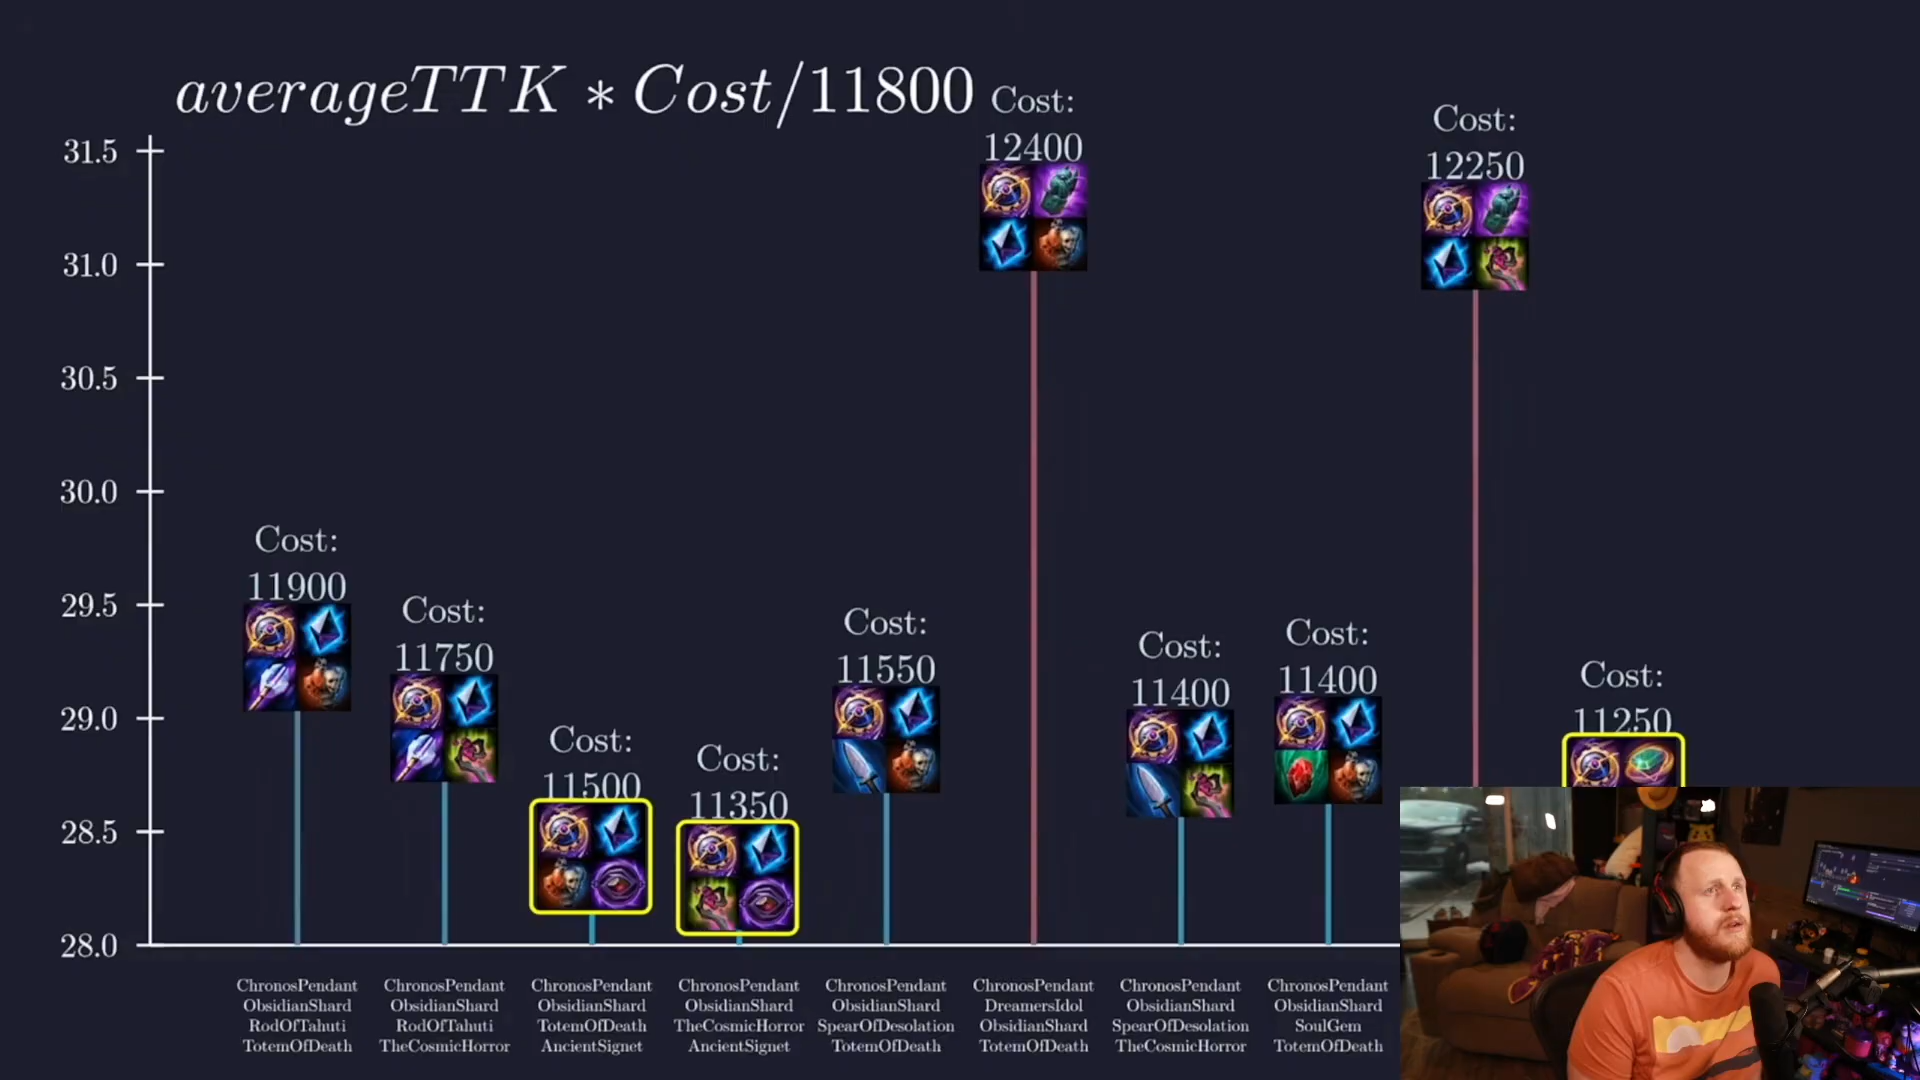 averageTTK * Cost/11800
31.5
31.0
30.5
30.0
29.5
29.0
28.5
28.0
Cost:
11900
Cost:
11750
Cost:
11500
Cost:
11350
Cost:
11550
Cost:
12400
Cost:
11400
Cost:
11400
Cost:
12250
Cost:
11250
ChronosPendant
ObsidianShard
RodOfTahuti
TotemOfDeath
ChronosPendant
ObsidianShard
RodOfTahuti
TheCosmicHorror
ChronosPendant
ObsidianShard
TotemOfDeath
AncientSignet
ChronosPendant
ObsidianShard
TheCosmicHorror
AncientSignet
ChronosPendant
ObsidianShard
SpearOfDesolation
TotemOfDeath
ChronosPendant
DreamersIdol
ObsidianShard
TotemOfDeath
ChronosPendant
ObsidianShard
SpearOfDesolation
TheCosmicHorror
ChronosPendant
ObsidianShard
SoulGem
TotemOfDeath